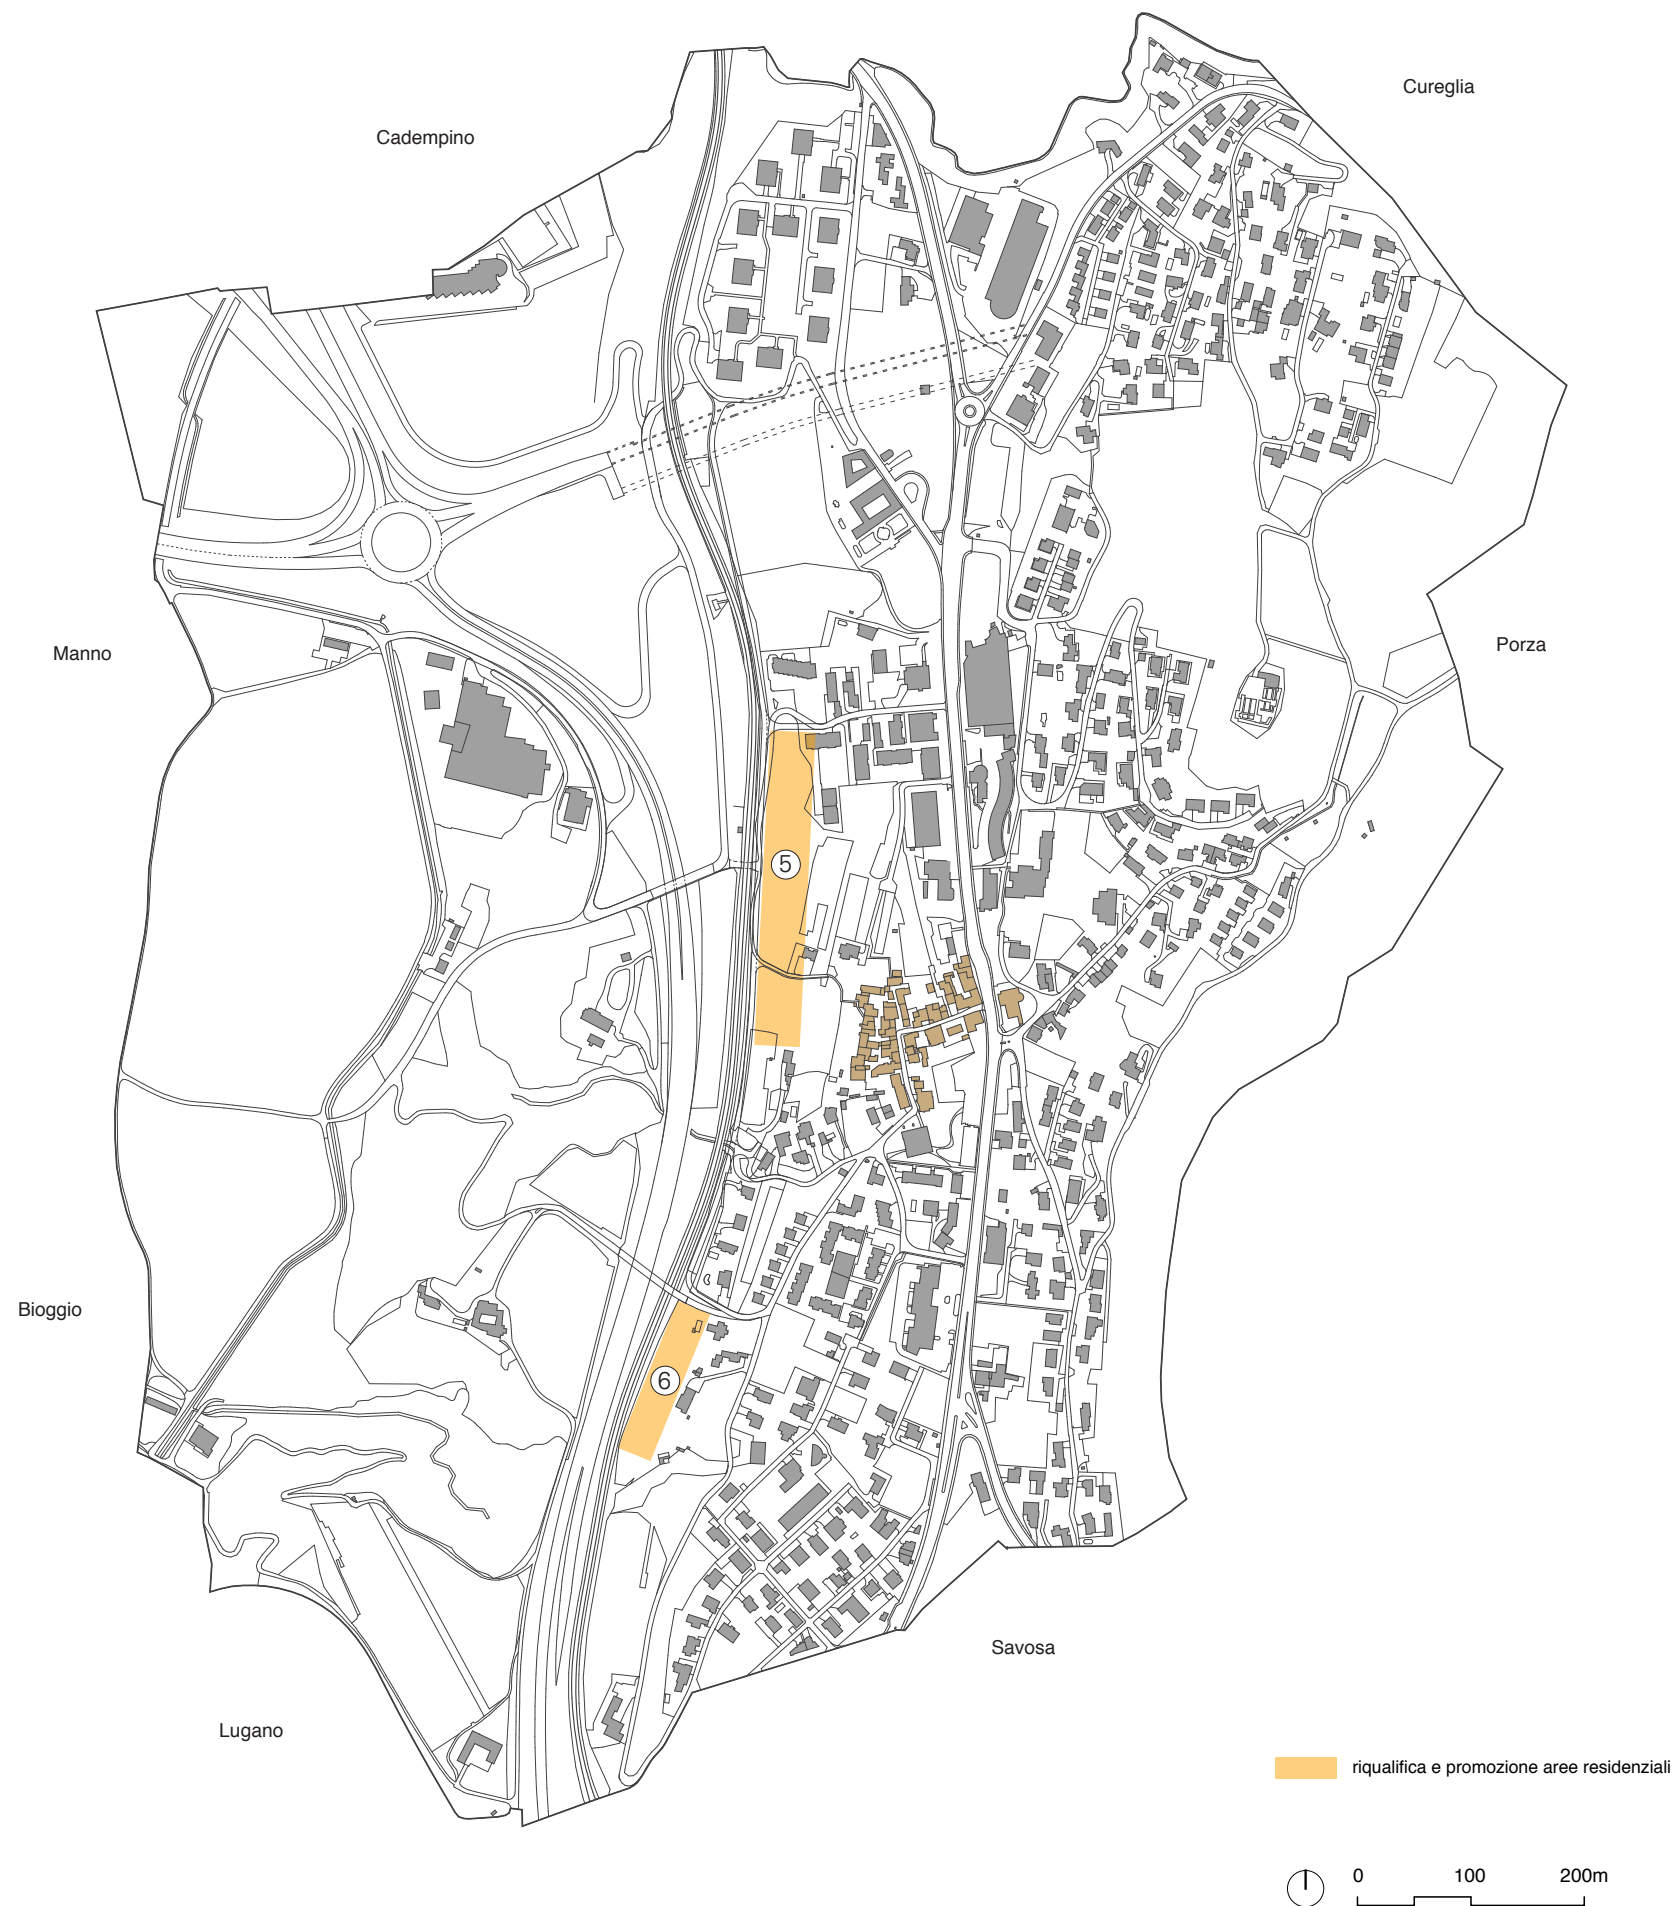 Cureglia
Cadempino
Manno
Porza
5
Bioggio
6
Savosa
Lugano
riqualifica e promozione aree residenziali
0 100 200m